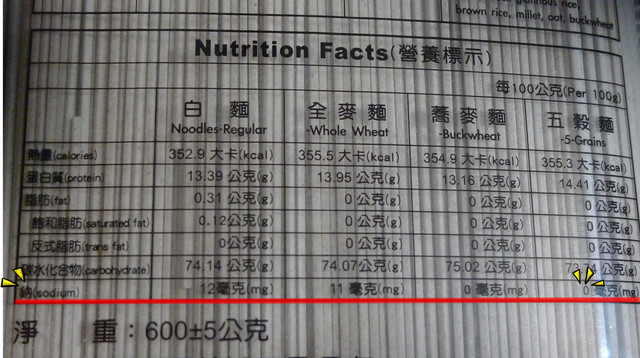 rice,
brown rice, millet, oat, buckwheat
Nutrition Facts(營養標示)
每100公克(Per 100g)
白麵 全麥麵 蕎麥麵 五穀麵
Noodles-Regular -Whole Wheat -Buckwheat -5-Grains
熱量(calories) 352.9 大卡(kcal) 355.5 大卡(kcal) 354.9 大卡(kcal) 355.3 大卡(kcal)
蛋白質(protein) 13.39 公克(g) 13.95 公克(g) 13.16 公克(g) 14.41 公克(g)
脂肪(fat) 0.31 公克(g) 0 公克(g) 0 公克(g) 0 公克(g)
飽和脂肪(saturated fat) 0.12公克(g) 0 公克(g) 0 公克(g) 0 公克(g)
反式脂肪(trans fat) 0公克(g) 0 公克(g) 0 公克(g) 0 公克(g)
碳水化合物(carbohydrate) 74.14 公克(g) 74.07公克(g) 75.02 公克(g) 公克(g)
鈉(sodium) 12毫克(mg) 11 毫克(mg) 0 毫克(mg) 0 毫克(mg)
淨 重：600±5公克